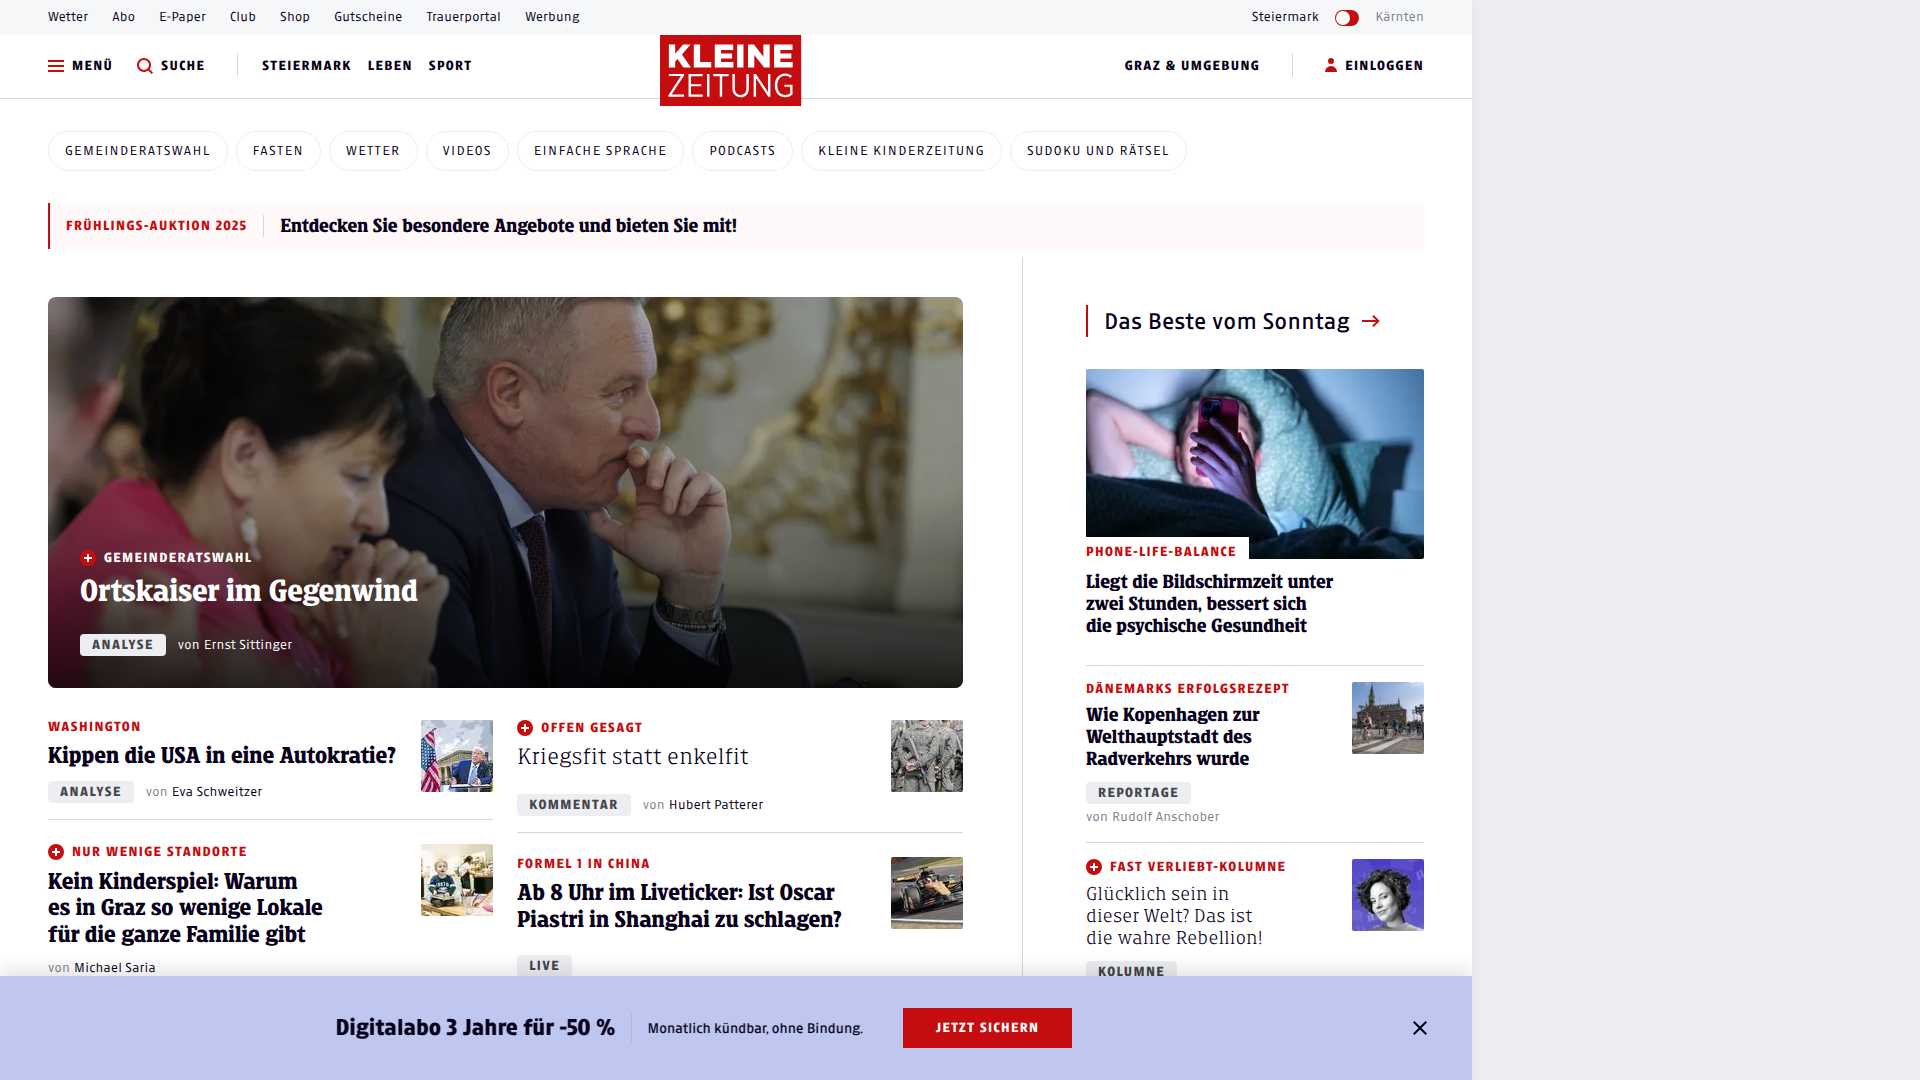 Wetter Abo E-Paper Club Shop Gutscheine Trauerportal Werbung Steiermark Kärnten
MENÜ SUCHE STEIERMARK LEBEN SPORT KLEINE ZEITUNG GRAZ & UMGEBUNG EINLOGGEN
GEMEINDERATSWAHL FASTEN WETTER VIDEOS EINFACHE SPRACHE PODCASTS KLEINE KINDERZEITUNG SUDOKU UND RÄTSEL
FRÜHLINGS-AUKTION 2025 Entdecken Sie besondere Angebote und bieten Sie mit!
GEMEINDERATSWAHL
Ortskaiser im Gegenwind
ANALYSE von Ernst Sittinger
WASHINGTON
Kippen die USA in eine Autokratie?
ANALYSE von Eva Schweitzer
NUR WENIGE STANDORTE
Kein Kinderspiel: Warum
es in Graz so wenige Lokale
für die ganze Familie gibt
von Michael Saria
OFFEN GESAGT
Kriegsfit statt enkelfit
KOMMENTAR von Hubert Patterer
FORMEL 1 IN CHINA
Ab 8 Uhr im Liveticker: Ist Oscar
Piastri in Shanghai zu schlagen?
LIVE
Das Beste vom Sonntag
PHONE-LIFE-BALANCE
Liegt die Bildschirmzeit unter
zwei Stunden, bessert sich
die psychische Gesundheit
DÄNEMARKS ERFOLGSREZEPT
Wie Kopenhagen zur
Welthauptstadt des
Radverkehrs wurde
REPORTAGE
von Rudolf Anschober
FAST VERLIEBT-KOLUMNE
Glücklich sein in
dieser Welt? Das ist
die wahre Rebellion!
KOLUMNE
Digitalabo 3 Jahre für -50 % Monatlich kündbar, ohne Bindung. JETZT SICHERN